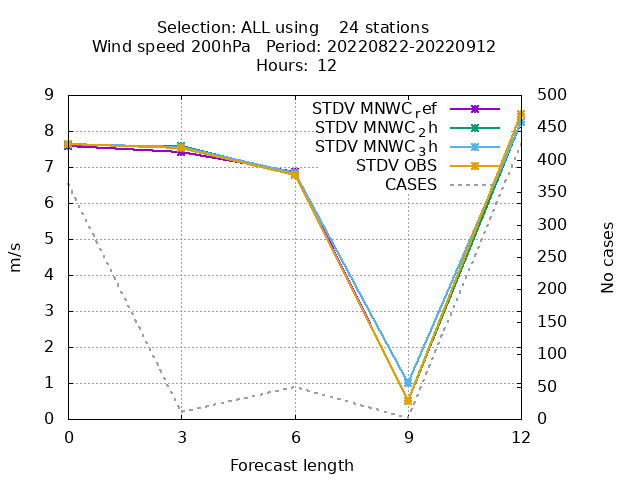 Selection: ALL using    24 stations
Wind speed 200hPa   Period: 20220822-20220912
Hours: 12
STDV MNWC_ref
STDV MNWC_2h
STDV MNWC_3h
STDV OBS
CASES
m/s
9
8
7
6
5
4
3
2
1
0
500
450
400
350
300
250
200
150
100
50
0
No cases
0 3 6 9 12
Forecast length